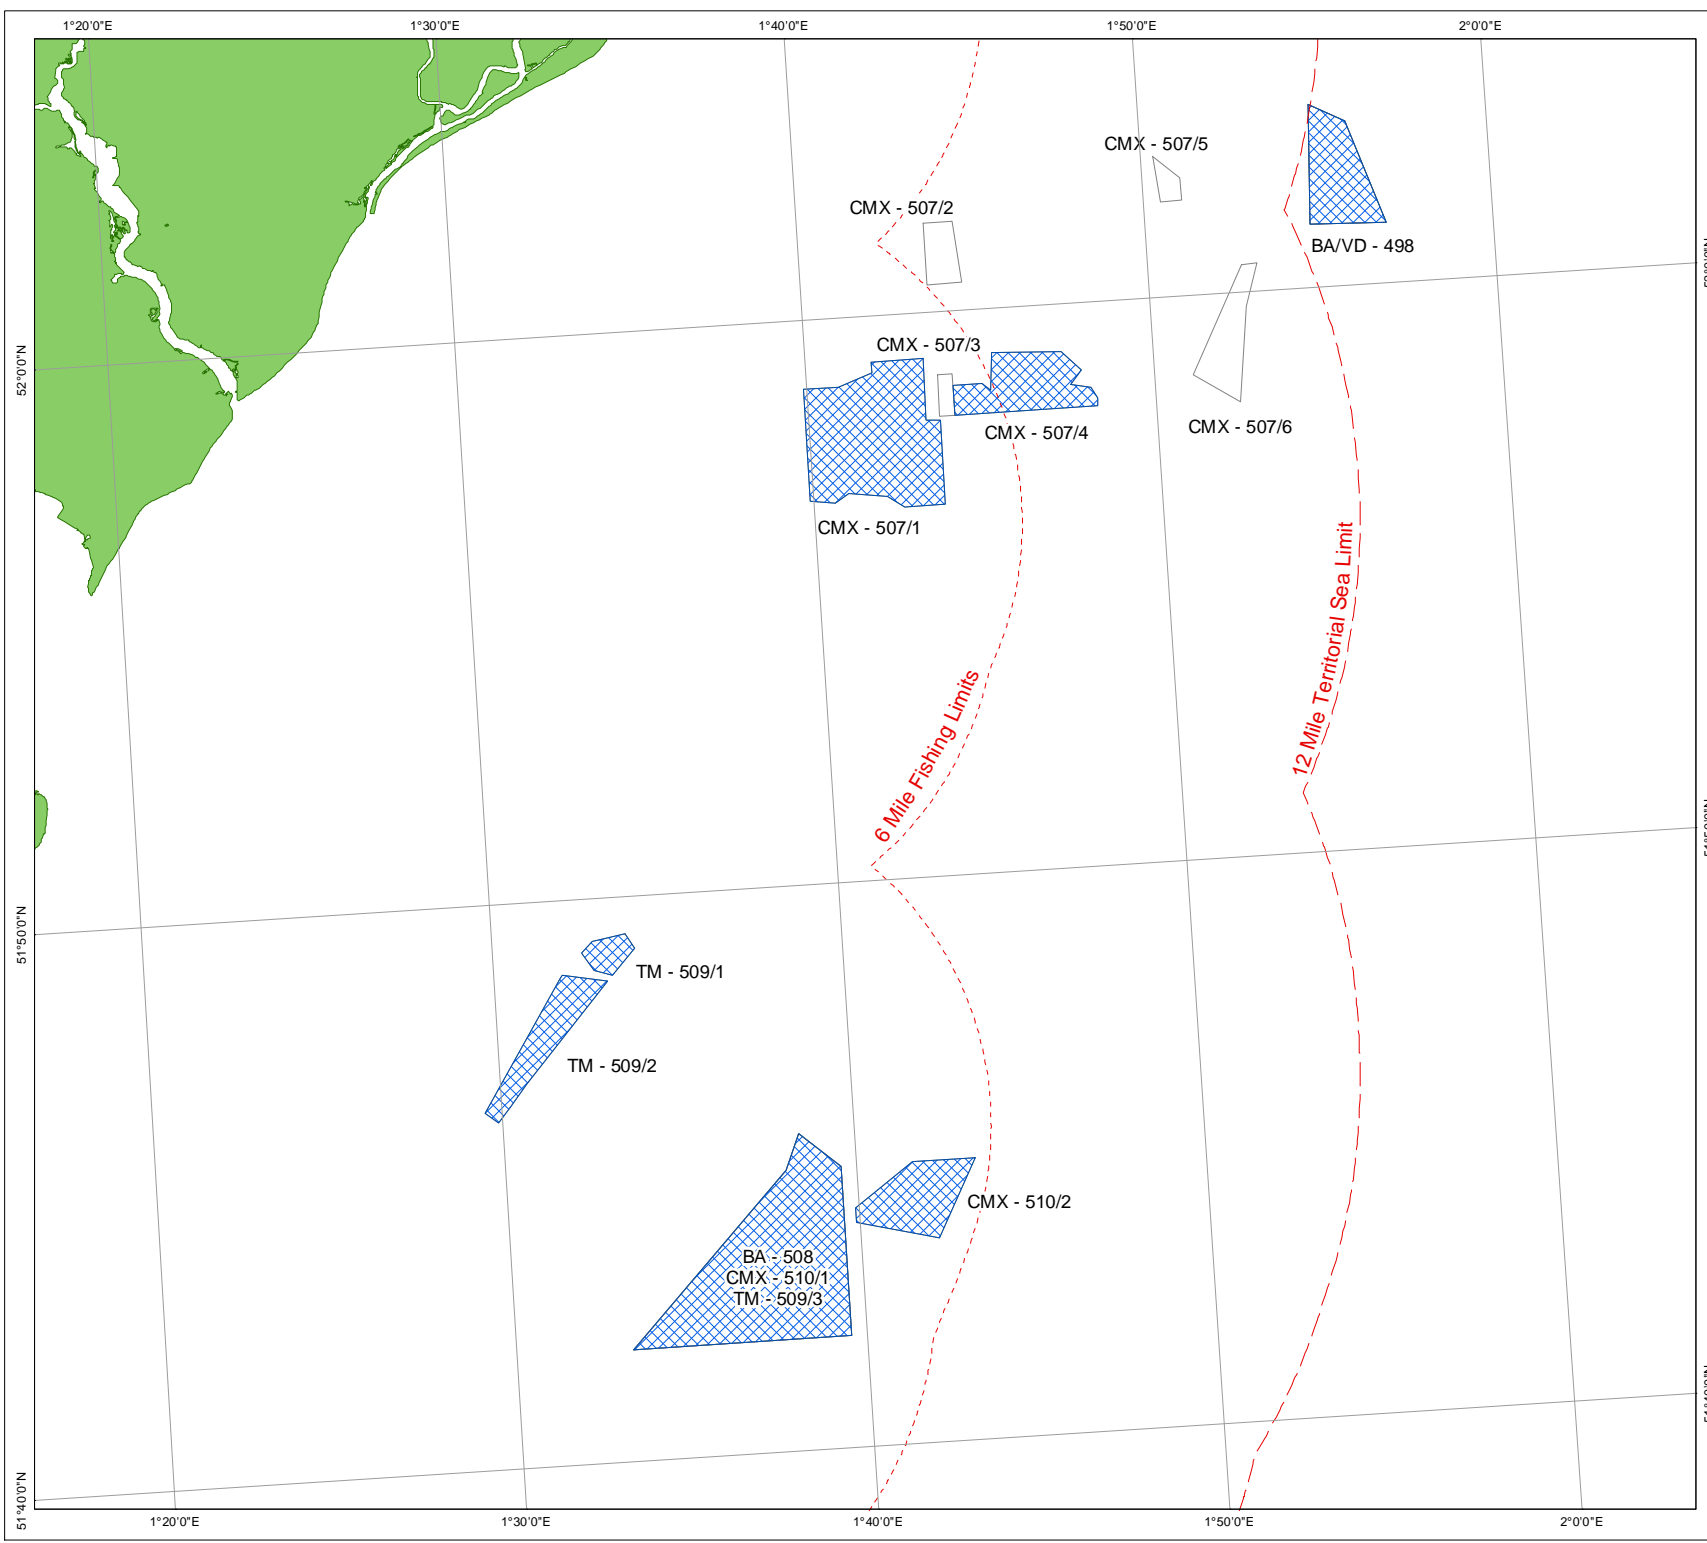 1°20'0"E
1°30'0"E
1°40'0"E
1°50'0"E
2°0'0"E
CMX - 507/5
CMX - 507/2
BA/VD - 498
52°0'0"N
CMX - 507/3
CMX - 507/4
CMX - 507/6
CMX - 507/1
12 Mile Territorial Sea Limit
6 Mile Fishing Limits
51°50'0"N
TM - 509/1
TM - 509/2
CMX - 510/2
BA - 508
CMX - 510/1
TM - 509/3
51°40'0"N
1°20'0"E
1°30'0"E
1°40'0"E
1°50'0"E
2°0'0"E